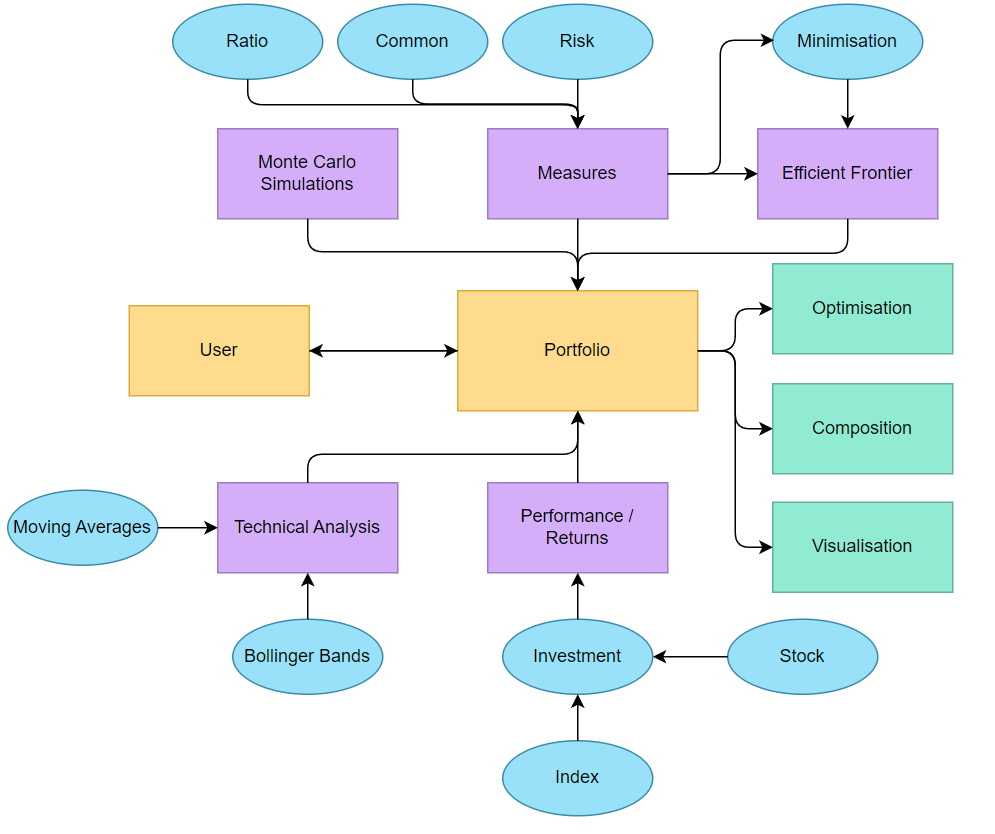 Ratio
Common
Risk
Minimisation
Monte Carlo
Simulations
Measures
Efficient Frontier
Optimisation
User
Portfolio
Composition
Moving Averages
Technical Analysis
Performance /
Returns
Visualisation
Bollinger Bands
Investment
Stock
Index